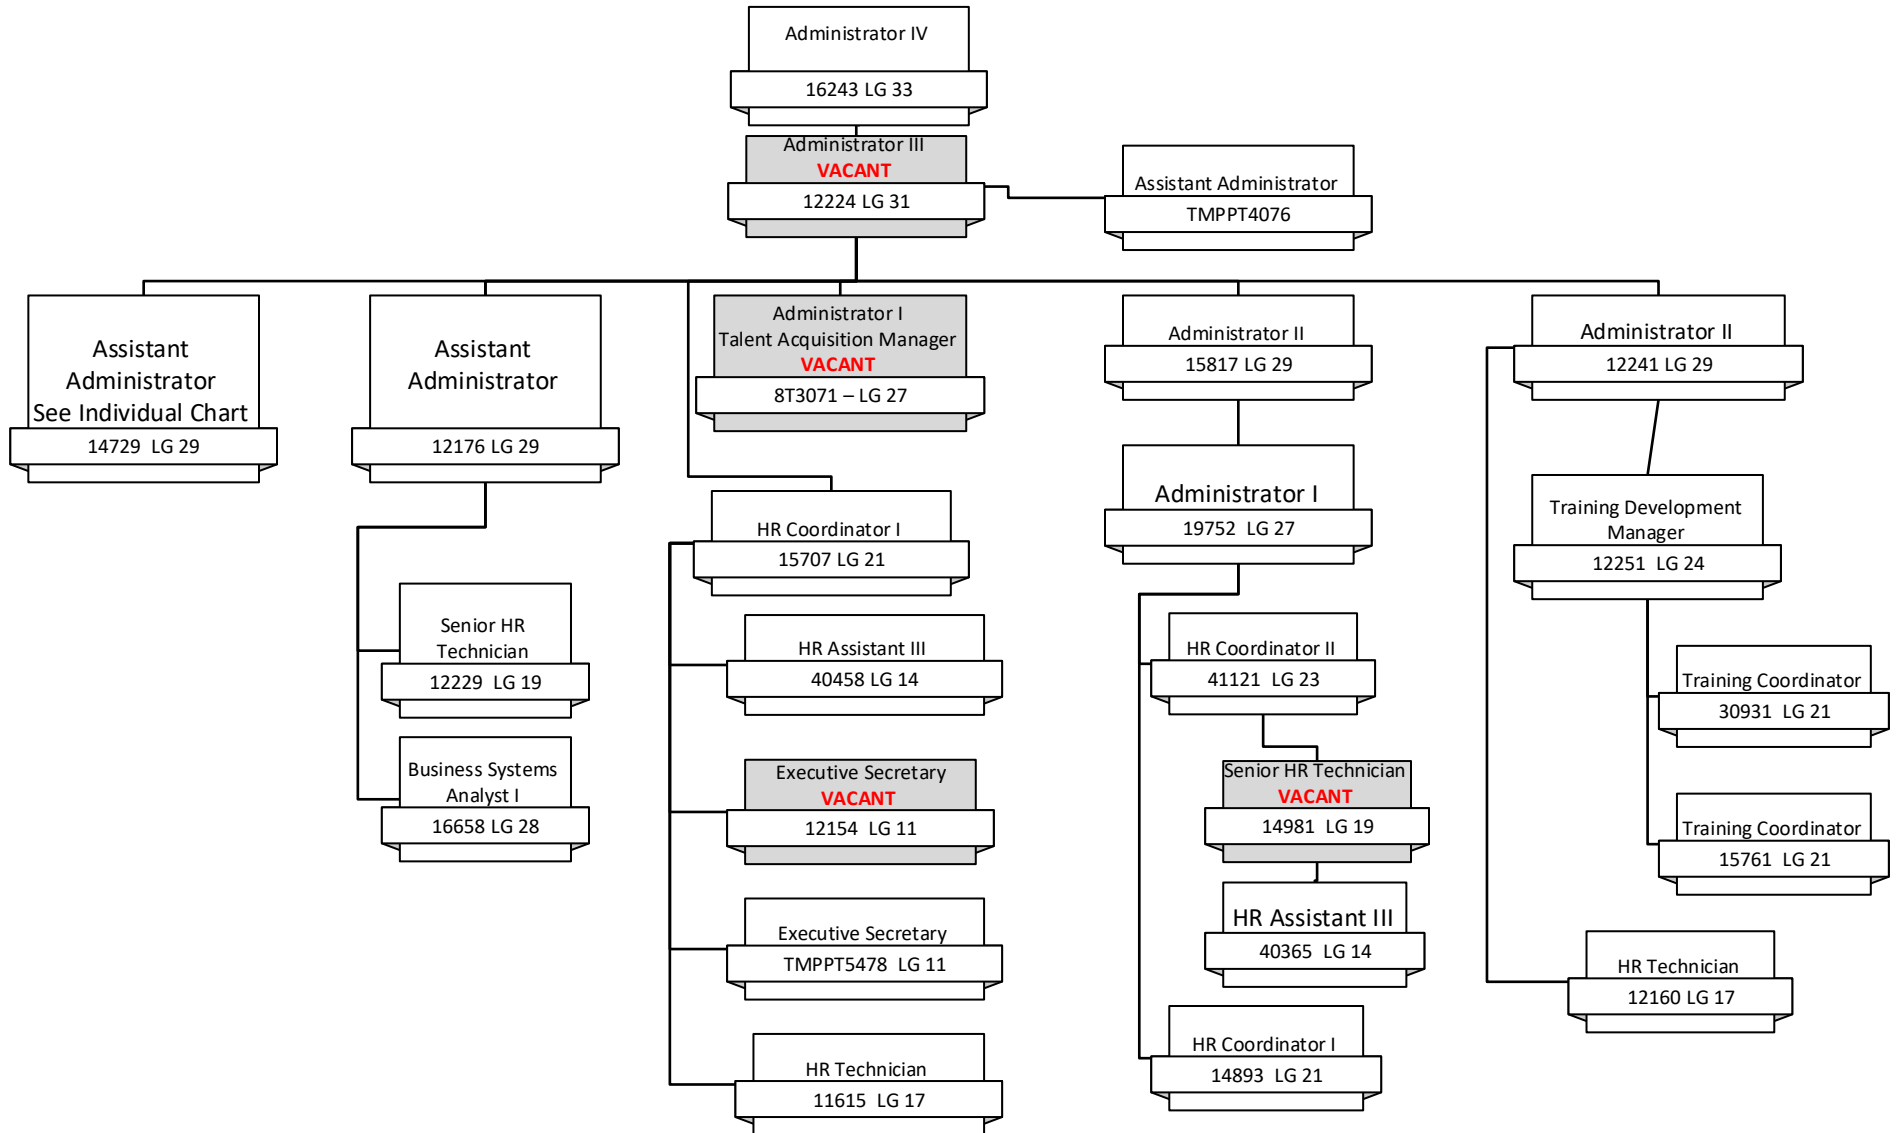 Administrator IV
16243 LG 33
Administrator III
VACANT
12224 LG 31
Assistant Administrator
TMPPT4076
Assistant
Administrator
See Individual Chart
14729 LG 29
Assistant
Administrator
12176 LG 29
Administrator I
Talent Acquisition Manager
VACANT
8T3071 – LG 27
Administrator II
15817 LG 29
Administrator II
12241 LG 29
Senior HR
Technician
12229 LG 19
Business Systems
Analyst I
16658 LG 28
HR Coordinator I
15707 LG 21
HR Assistant III
40458 LG 14
Executive Secretary
VACANT
12154 LG 11
Executive Secretary
TMPPT5478 LG 11
HR Technician
11615 LG 17
Administrator I
19752 LG 27
HR Coordinator II
41121 LG 23
Senior HR Technician
VACANT
14981 LG 19
HR Assistant III
40365 LG 14
HR Coordinator I
14893 LG 21
Training Development
Manager
12251 LG 24
Training Coordinator
30931 LG 21
Training Coordinator
15761 LG 21
HR Technician
12160 LG 17